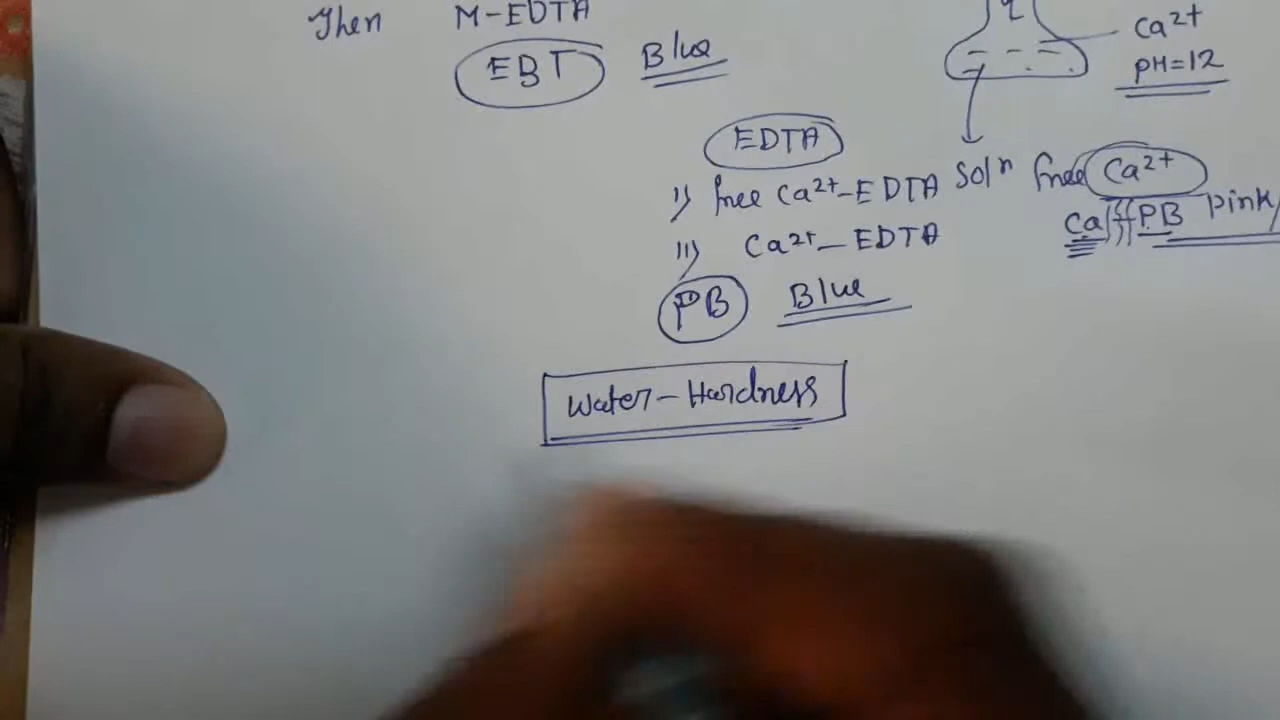 Then M-EDTA
EBT Blue
Ca2+
pH=12
EDTA
i) free Ca2+-EDTA Soln free Ca2+
Ca PB pink/
ii) Ca2+-EDTA
PB Blue
Water-Hardness